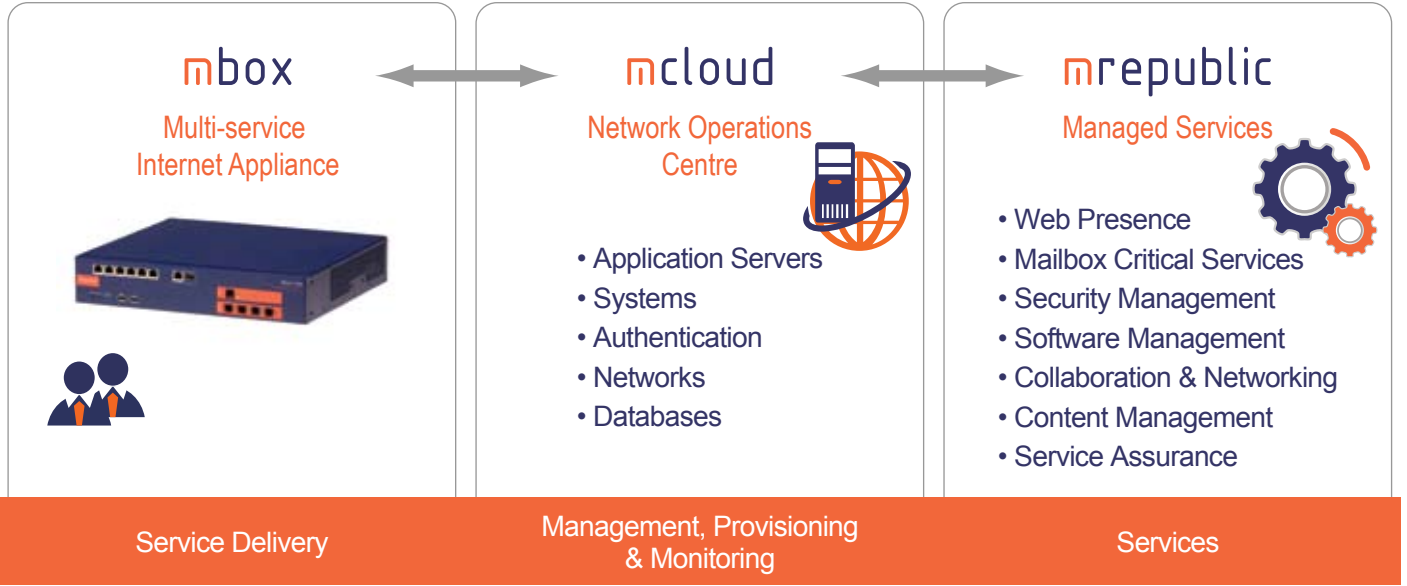 mbox
Multi-service
Internet Appliance
mcloud
Network Operations
Centre
• Application Servers
• Systems
• Authentication
• Networks
• Databases
mrepublic
Managed Services
• Web Presence
• Mailbox Critical Services
• Security Management
• Software Management
• Collaboration & Networking
• Content Management
• Service Assurance
Service Delivery
Management, Provisioning
& Monitoring
Services